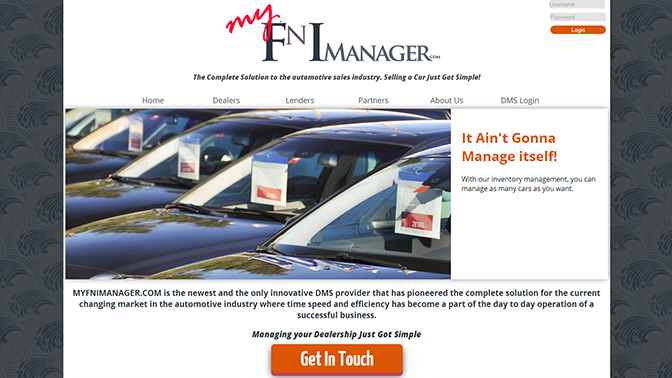 Username
Password
Login
my
FNIMANAGER.COM
The Complete Solution to the automotive sales industry. Selling a Car Just Got Simple!
Home Dealers Lenders Partners About Us DMS Login
It Ain't Gonna
Manage itself!
With our inventory management, you can
manage as many cars as you want.
MYFNIMANAGER.COM is the newest and the only innovative DMS provider that has pioneered the complete solution for the current
changing market in the automotive industry where time speed and efficiency has become a part of the day to day operation of a
successful business.
Managing your Dealership Just Got Simple
Get In Touch